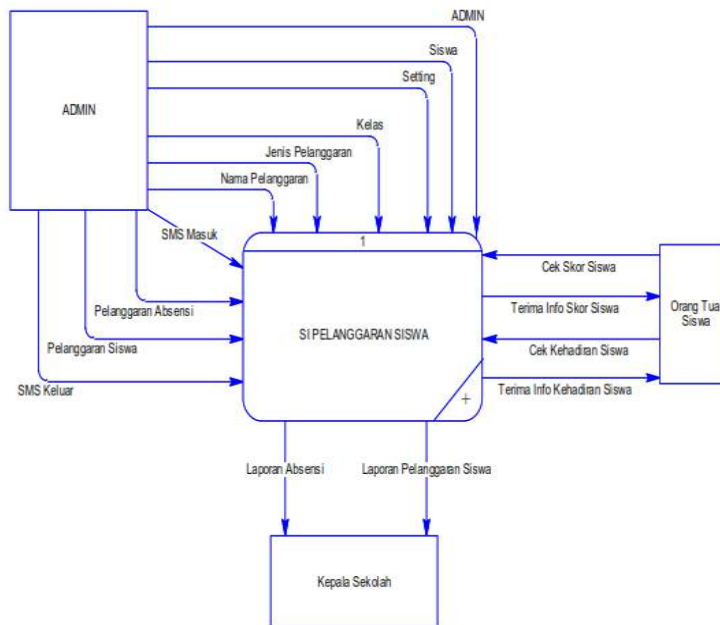 ADMIN
Siswa
Setting
ADMIN
Kelas
Jenis Pelanggaran
Nama Pelanggaran
SMS Masuk
1
Cek Skor Siswa
Pelanggaran Absensi
Terima Info Skor Siswa
Orang Tua
Siswa
SI PELANGGARAN SISWA
Pelanggaran Siswa
Cek Kehadiran Siswa
SMS Keluar
Terima Info Kehadiran Siswa
+
Laporan Absensi
Laporan Pelanggaran Siswa
Kepala Sekolah